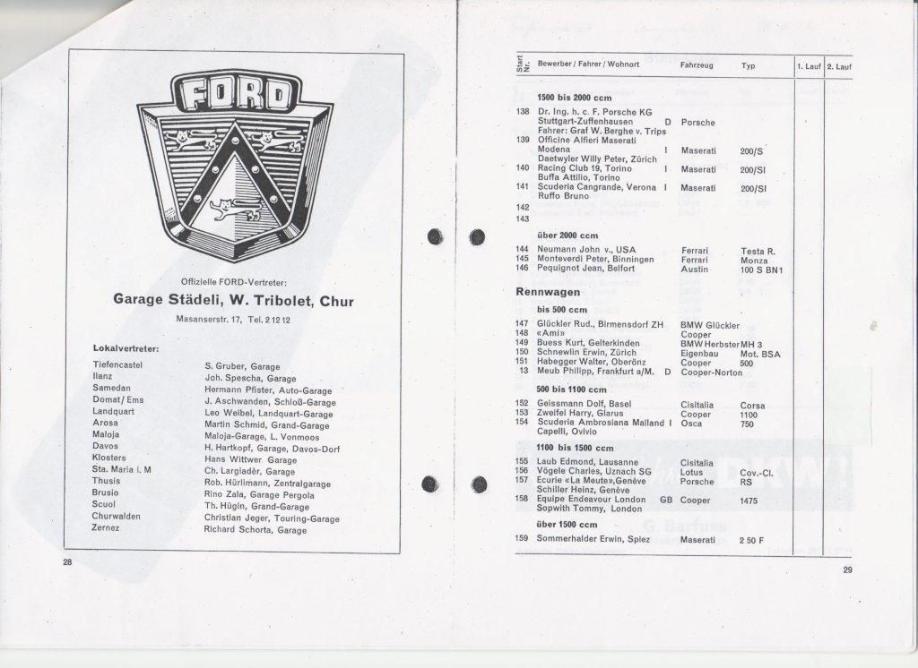 FORD
Offizielle FORD-Vertreter:
Garage Städeli, W. Tribolet, Chur
Masanserstr. 17, Tel. 2 12 12
Lokalvertreter:
Tiefencastel S. Gruber, Garage
Ilanz Joh. Spescha, Garage
Samedan Hermann Pfister, Auto-Garage
Domat/Ems J. Aschwanden, Schloß-Garage
Landquart Leo Weibel, Landquart-Garage
Arosa Martin Schmid, Grand-Garage
Maloja Maloja-Garage, L. Vonmoos
Davos H. Hartkopf, Garage, Davos-Dorf
Klosters Hans Wittwer Garage
Sta. Maria i. M Ch. Largiadèr, Garage
Thusis Rob. Hürlimann, Zentralgarage
Brusio Rino Zala, Garage Pergola
Scuol Th. Hügin, Grand-Garage
Churwalden Christian Jeger, Touring-Garage
Zernez Richard Schorta, Garage
28
Start Nr. Bewerber / Fahrer / Wohnort Fahrzeug Typ 1. Lauf 2. Lauf
1500 bis 2000 ccm
138 Dr. Ing. h. c. F. Porsche KG
Stuttgart-Zuffenhausen D Porsche
Fahrer: Graf W. Berghe v. Trips
139 Officine Alfieri Maserati
Modena I Maserati 200/S
Daetwyler Willy Peter, Zürich
140 Racing Club 19, Torino I Maserati 200/SI
Buffa Attilio, Torino
141 Scuderia Cangrande, Verona I Maserati 200/SI
Ruffo Bruno
142
143
über 2000 ccm
144 Neumann John v., USA Ferrari Testa R.
145 Monteverdi Peter, Binningen Ferrari Monza
146 Pequignot Jean, Belfort Austin 100 S BN1
Rennwagen
bis 500 ccm
147 Glückler Rud., Birmensdorf ZH BMW Glückler
148 «Ami» Cooper
149 Buess Kurt, Gelterkinden BMW Herbster MH 3
150 Schnewlin Erwin, Zürich Eigenbau Mot. BSA
151 Habegger Walter, Oberönz Cooper 500
13 Meub Philipp, Frankfurt a/M. D Cooper-Norton
500 bis 1100 ccm
152 Geissmann Dolf, Basel Cisitalia Corsa
153 Zweifel Harry, Glarus Cooper 1100
154 Scuderia Ambrosiana Mailand I Osca 750
Capelli, Ovivio
1100 bis 1500 ccm
155 Laub Edmond, Lausanne Cisitalia
156 Vögele Charles, Uznach SG Lotus Cov.-Cl.
157 Ecurie «La Meute», Genève Porsche RS
Schiller Heinz, Genève
158 Equipe Endeavour London GB Cooper 1475
Sopwith Tommy, London
über 1500 ccm
159 Sommerhalder Erwin, Spiez Maserati 2 50 F
29